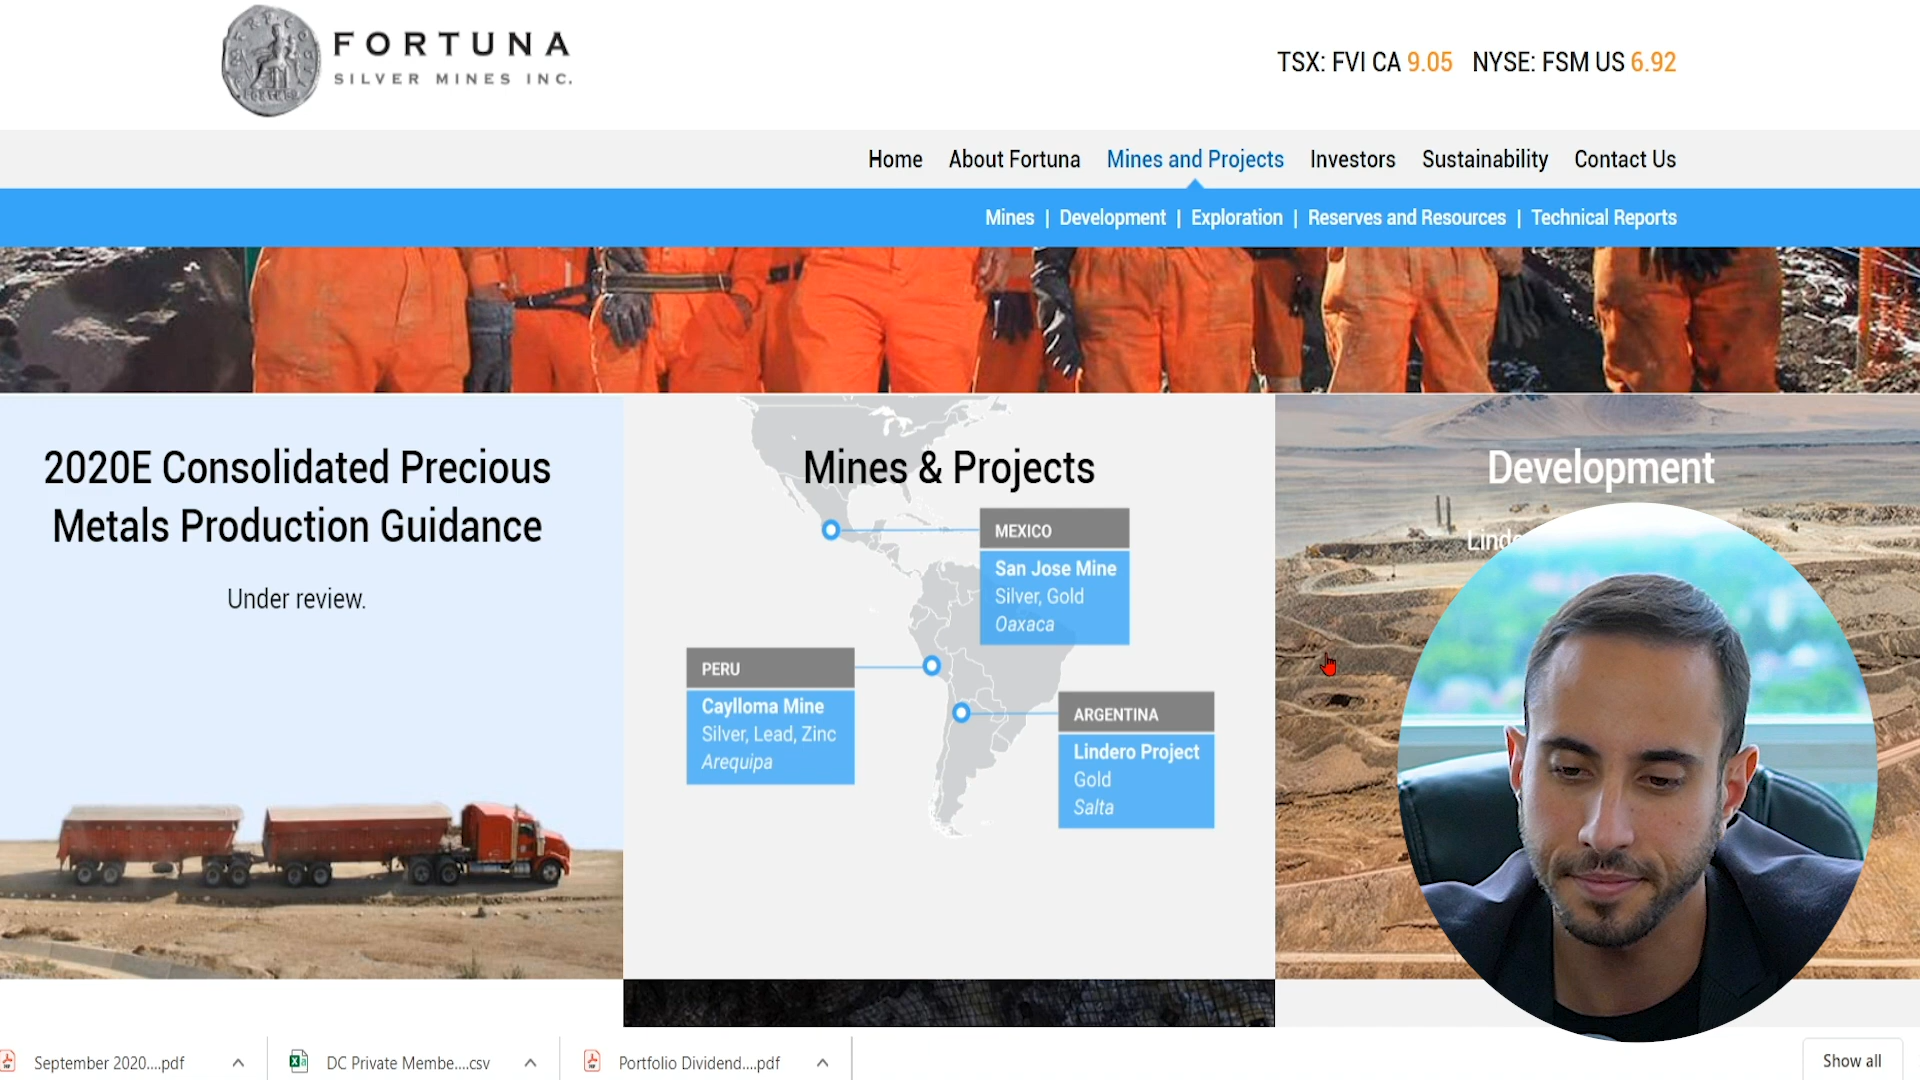 FORTUNA
SILVER MINES INC.
TSX: FVI CA 9.05 NYSE: FSM US 6.92
Home About Fortuna Mines and Projects Investors Sustainability Contact Us
Mines | Development | Exploration | Reserves and Resources | Technical Reports
2020E Consolidated Precious
Metals Production Guidance
Under review.
Mines & Projects
MEXICO
San Jose Mine
Silver, Gold
Oaxaca
PERU
Caylloma Mine
Silver, Lead, Zinc
Arequipa
ARGENTINA
Lindero Project
Gold
Salta
Development
September 2020....pdf
DC Private Membe....csv
Portfolio Dividend....pdf
Show all